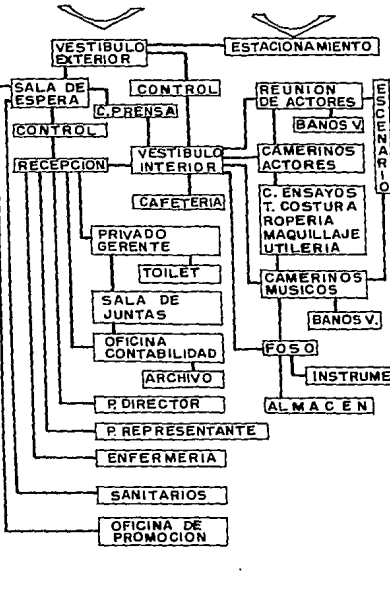 VESTIBULO
EXTERIOR
ESTACIONAMIENTO
SALA DE
ESPERA
CONTROL
C. PRENSA
REUNION
DE ACTORES
BAÑOS V.
CONTROL
RECEPCION
VESTIBULO
INTERIOR
CAMERINOS
ACTORES
CAFETERIA
C. ENSAYOS
T. COSTURA
ROPERIA
MAQUILLAJE
UTILERIA
PRIVADO
GERENTE
TOILET
CAMERINOS
MUSICOS
SALA DE
JUNTAS
BAÑOS V.
OFICINA
CONTABILIDAD
FOSO
ARCHIVO
INSTRUME
P. DIRECTOR
ALMACEN
P. REPRESENTANTE
ENFERMERIA
SANITARIOS
OFICINA DE
PROMOCION